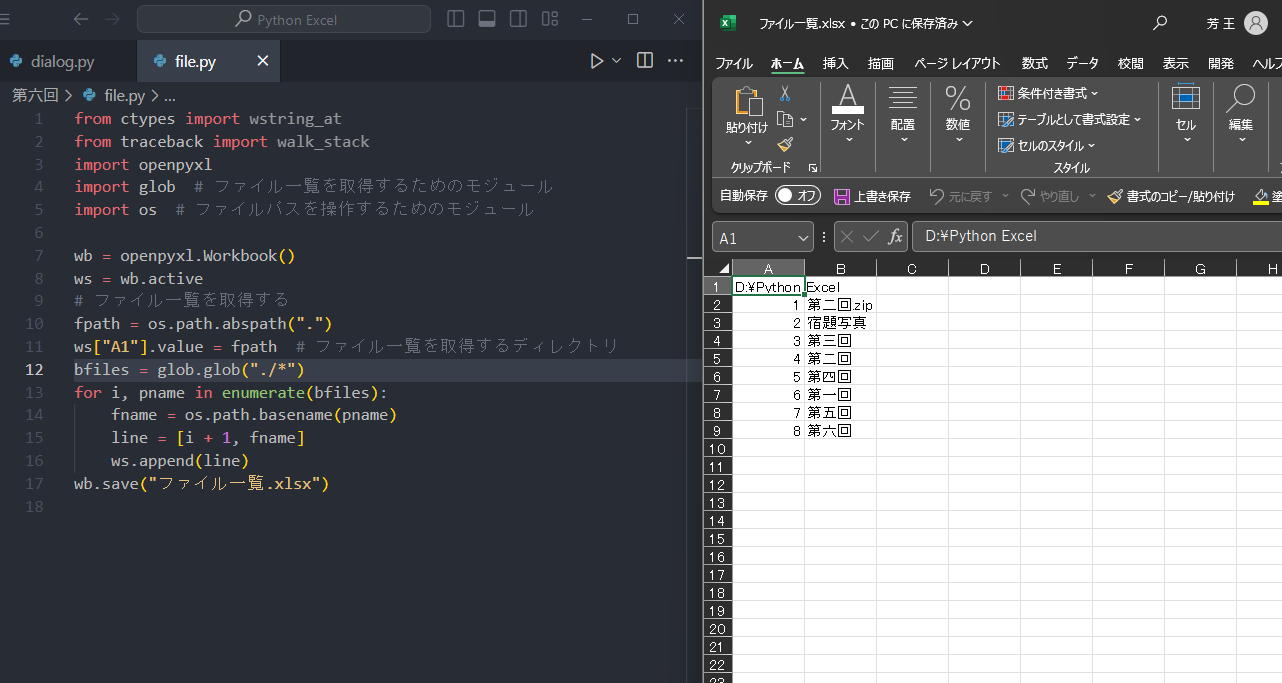 Python Excel
dialog.py
file.py
第六回 > file.py > ...
1 from ctypes import wstring_at
2 from traceback import walk_stack
3 import openpyxl
4 import glob # ファイル一覧を取得するためのモジュール
5 import os # ファイルパスを操作するためのモジュール
6
7 wb = openpyxl.Workbook()
8 ws = wb.active
9 # ファイル一覧を取得する
10 fpath = os.path.abspath(".")
11 ws["A1"].value = fpath # ファイル一覧を取得するディレクトリ
12 bfiles = glob.glob("./*")
13 for i, pname in enumerate(bfiles):
14 fname = os.path.basename(pname)
15 line = [i + 1, fname]
16 ws.append(line)
17 wb.save("ファイル一覧.xlsx")
18
ファイル一覧.xlsx • この PC に保存済み
芳 王
ファイル ホーム 挿入 描画 ページ レイアウト 数式 データ 校閲 表示 開発 ヘルプ
貼り付け
フォント
配置
数値
条件付き書式
テーブルとして書式設定
セルのスタイル
セル
編集
クリップボード
スタイル
自動保存 オフ 上書き保存 元に戻す やり直し 書式のコピー/貼り付け 塗
A1 fx D:¥Python Excel
A B C D E F G H
1 D:¥Python Excel
2 1 第二回.zip
3 2 宿題写真
4 3 第三回
5 4 第二回
6 5 第四回
7 6 第一回
8 7 第五回
9 8 第六回
10
11
12
13
14
15
16
17
18
19
20
21
22
23